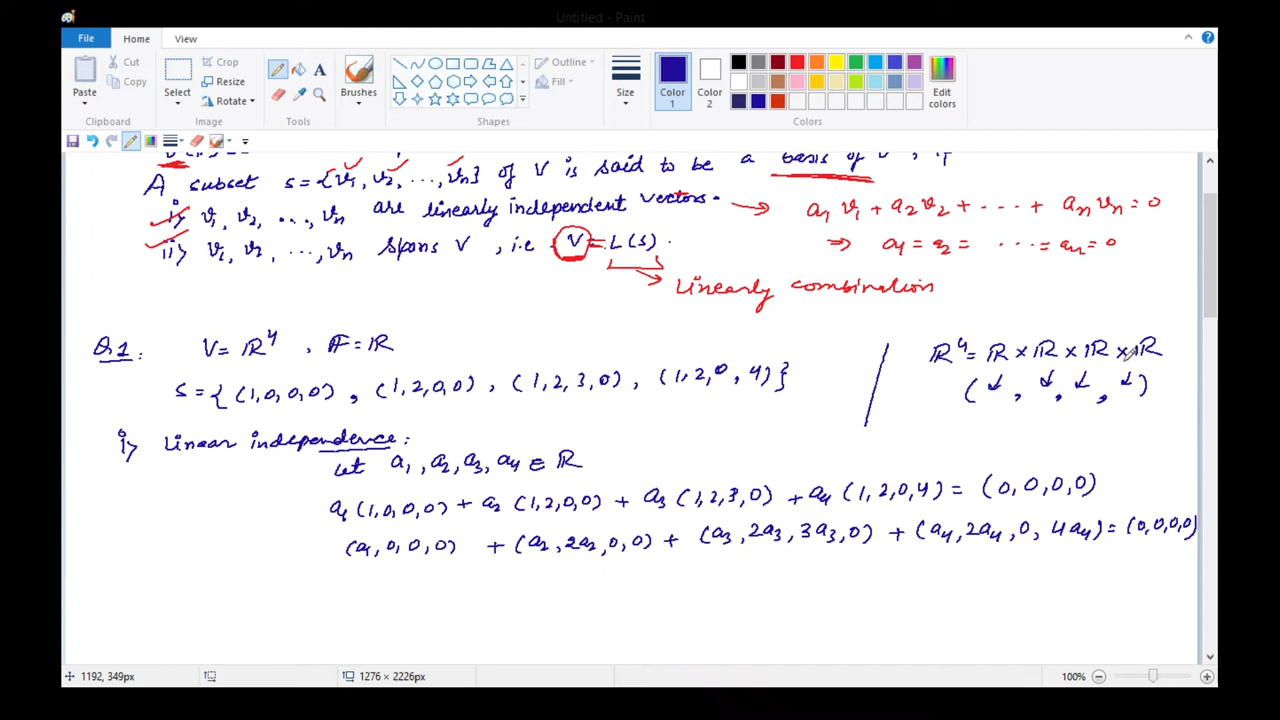 Untitled - Paint
File Home View
Paste Cut Copy
Select Crop Resize Rotate
Brushes
Outline Fill
Size
Color 1
Color 2
Edit colors
Clipboard Image Tools Shapes Colors
a basis of V, if
A subset S = {v₁, v₂, ..., vₙ} of V is said to be
i> v₁, v₂, ..., vₙ are linearly independent vectors. → a₁v₁ + a₂v₂ + .... + aₙvₙ = 0
⇒ a₁ = a₂ = .... = aₙ = 0
ii> v₁, v₂, ..., vₙ spans V, i.e. V = L(S).
Linearly combination
Q.1: V = ℝ⁴, F = ℝ
ℝ⁴ = ℝ × ℝ × ℝ × ℝ
S = {(1,0,0,0), (1,2,0,0), (1,2,3,0), (1,2,0,4)}
(↓, ↓, ↓, ↓)
i> Linear independence:
Let a₁, a₂, a₃, a₄ ∈ ℝ
a₁(1,0,0,0) + a₂(1,2,0,0) + a₃(1,2,3,0) + a₄(1,2,0,4) = (0,0,0,0)
(a₁,0,0,0) + (a₂,2a₂,0,0) + (a₃,2a₃,3a₃,0) + (a₄,2a₄,0,4a₄) = (0,0,0,0)
1192, 349px 1276 × 2226px 100%